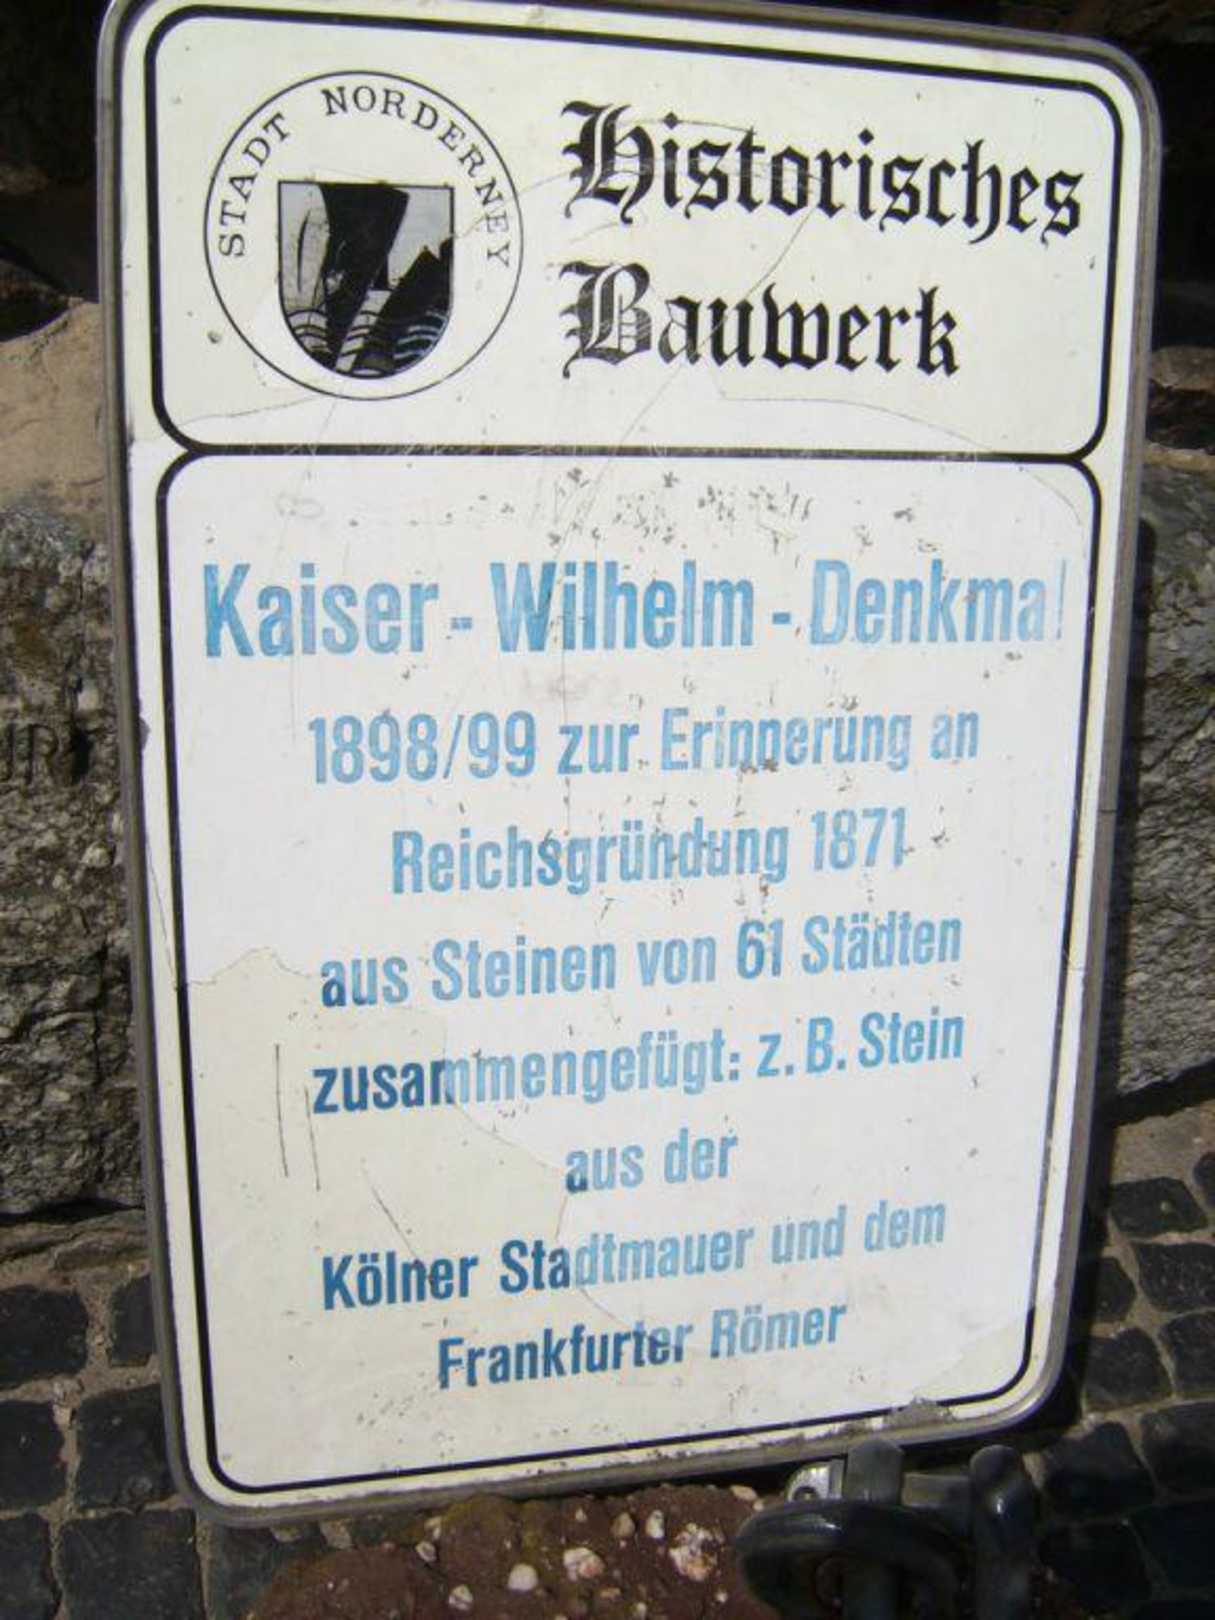 STADT NORDERNEY
Historisches
Bauwerk
Kaiser - Wilhelm - Denkmal
1898/99 zur Erinnerung an
Reichsgründung 1871
aus Steinen von 61 Städten
zusammengefügt: z. B. Stein
aus der
Kölner Stadtmauer und dem
Frankfurter Römer